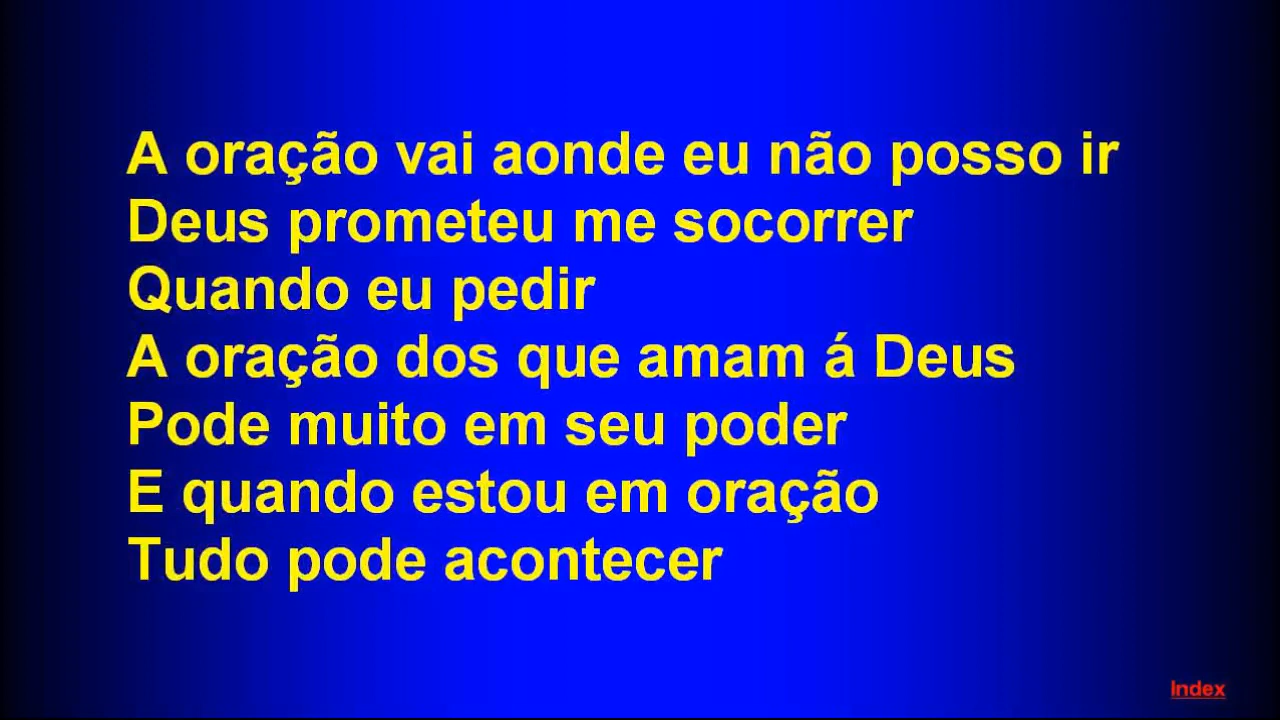 A oração vai aonde eu não posso ir
Deus prometeu me socorrer
Quando eu pedir
A oração dos que amam á Deus
Pode muito em seu poder
E quando estou em oração
Tudo pode acontecer
Index